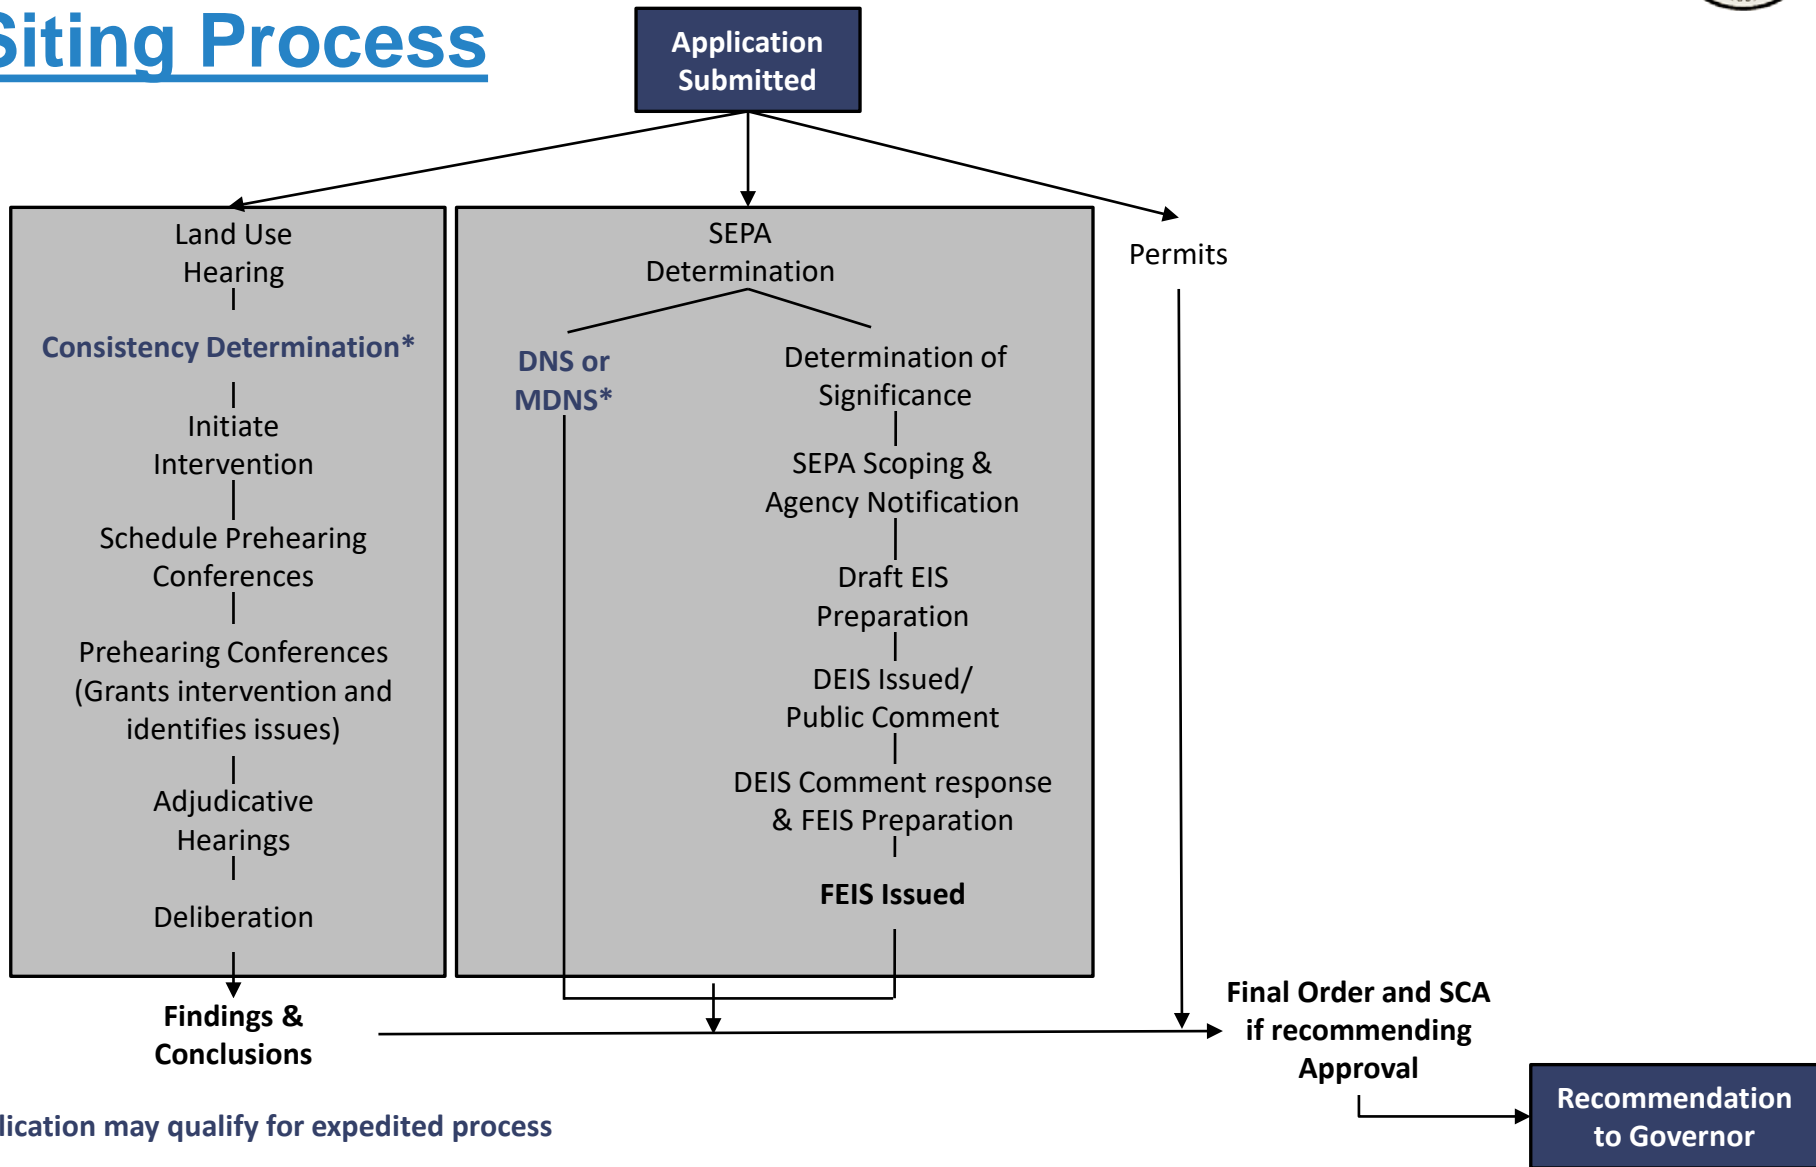 Siting Process
Application
Submitted
Land Use
Hearing
Consistency Determination*
Initiate
Intervention
Schedule Prehearing
Conferences
Prehearing Conferences
(Grants intervention and
identifies issues)
Adjudicative
Hearings
Deliberation
Findings &
Conclusions
SEPA
Determination
DNS or
MDNS*
Determination of
Significance
SEPA Scoping &
Agency Notification
Draft EIS
Preparation
DEIS Issued/
Public Comment
DEIS Comment response
& FEIS Preparation
FEIS Issued
Permits
Final Order and SCA
if recommending
Approval
Recommendation
to Governor
lication may qualify for expedited process